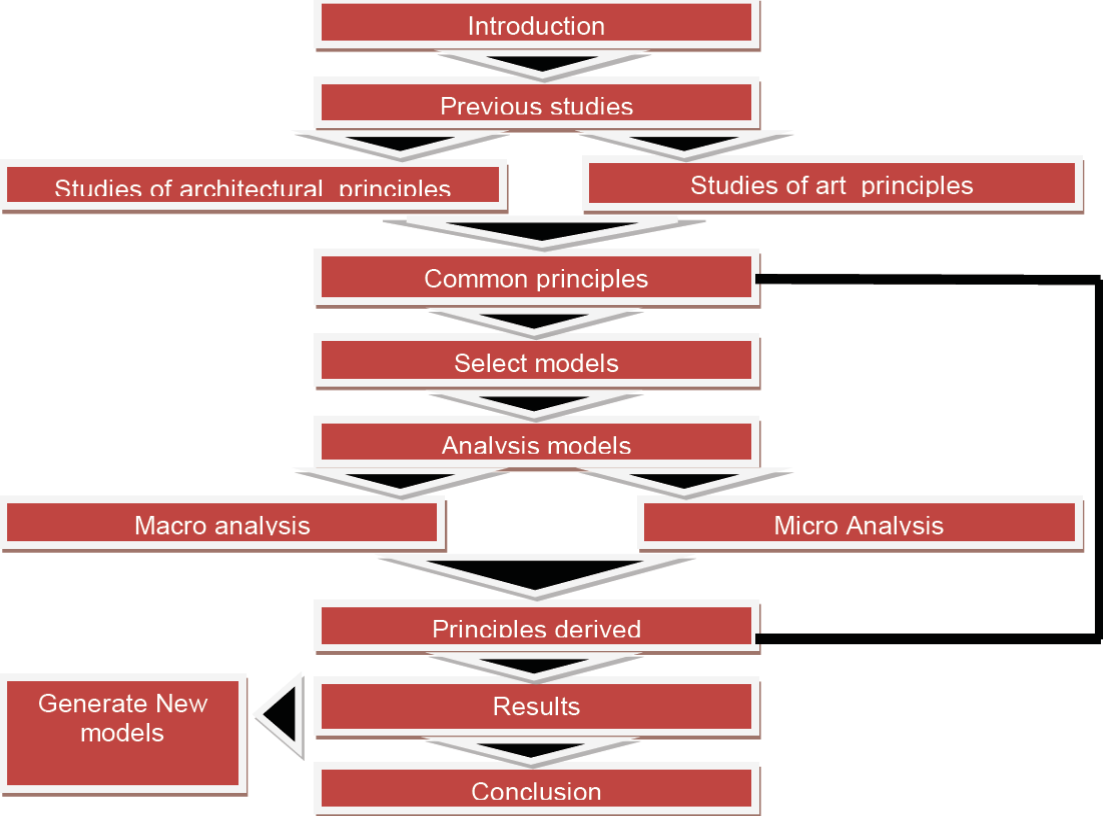 Introduction
Previous studies
Studies of architectural principles
Studies of art principles
Common principles
Select models
Analysis models
Macro analysis
Micro Analysis
Principles derived
Generate New
models
Results
Conclusion